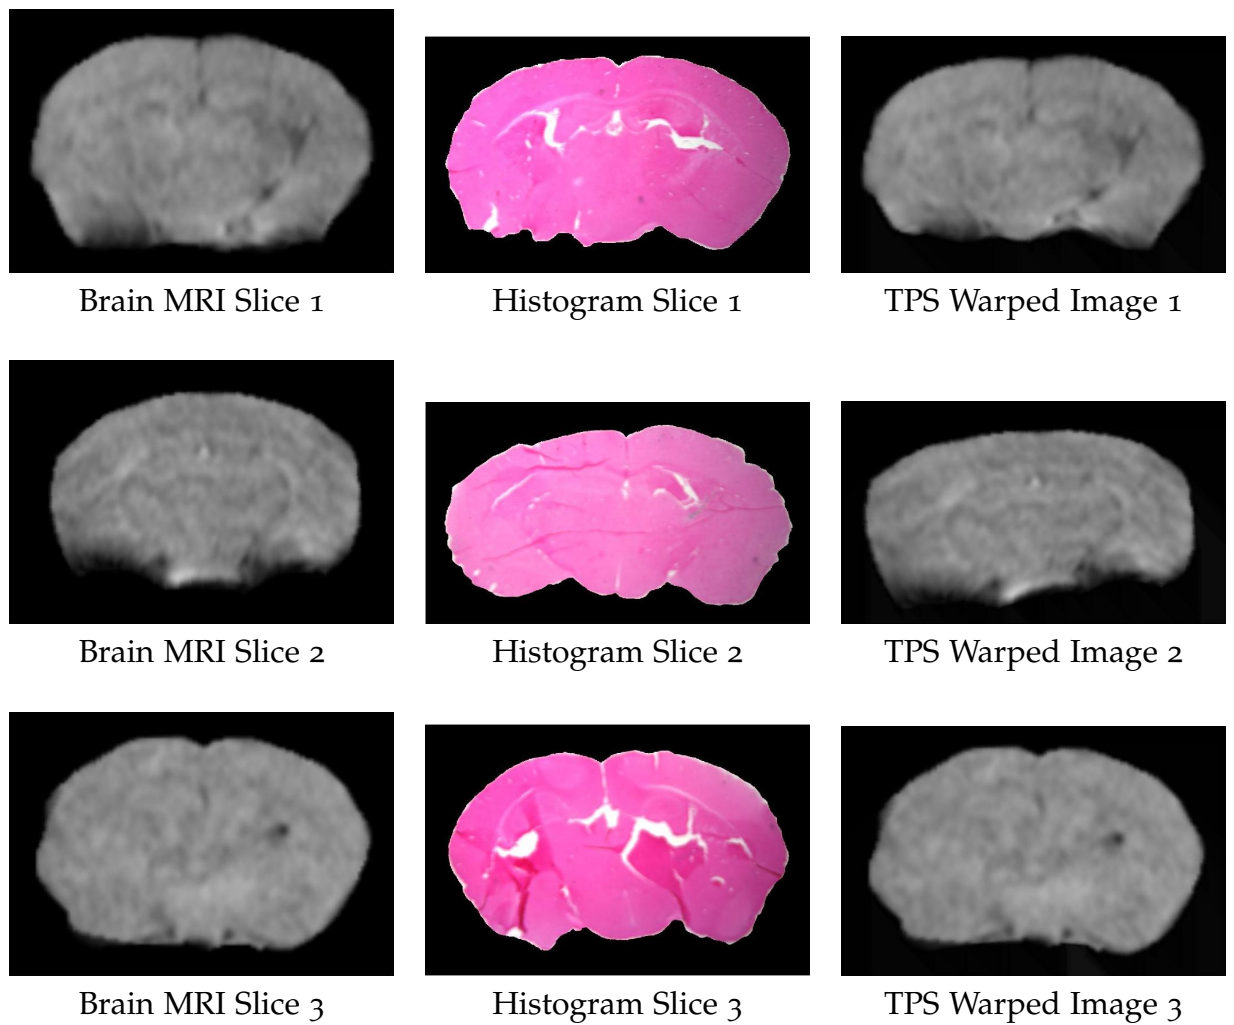 Brain MRI Slice 1
Histogram Slice 1
TPS Warped Image 1
Brain MRI Slice 2
Histogram Slice 2
TPS Warped Image 2
Brain MRI Slice 3
Histogram Slice 3
TPS Warped Image 3